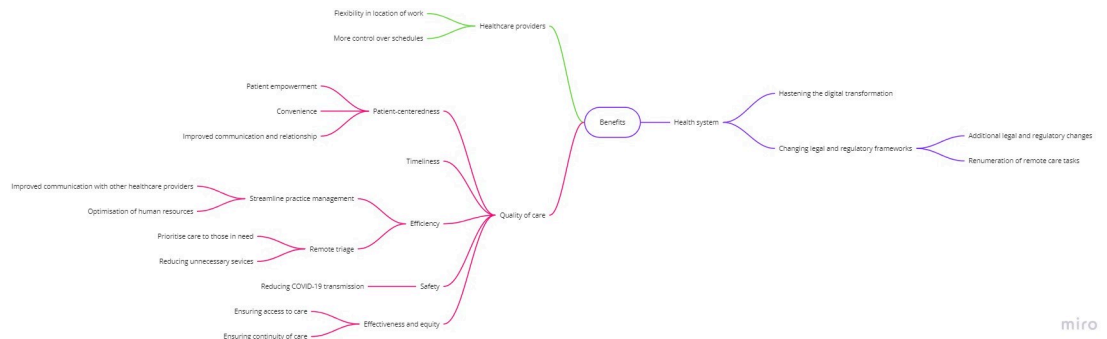 Flexibility in location of work
More control over schedules
Healthcare providers
Patient empowerment
Convenience
Improved communication and relationship
Patient-centeredness
Timeliness
Improved communication with other healthcare providers
Optimisation of human resources
Streamline practice management
Prioritise care to those in need
Reducing unnecessary sevices
Remote triage
Efficiency
Quality of care
Reducing COVID-19 transmission
Safety
Ensuring access to care
Ensuring continuity of care
Effectiveness and equity
Benefits
Health system
Hastening the digital transformation
Changing legal and regulatory frameworks
Additional legal and regulatory changes
Renumeration of remote care tasks
miro